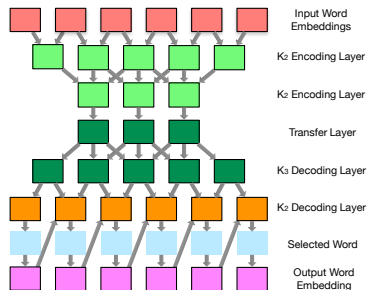 Input Word
Embeddings
K2 Encoding Layer
K2 Encoding Layer
Transfer Layer
K3 Decoding Layer
K2 Decoding Layer
Selected Word
Output Word
Embedding